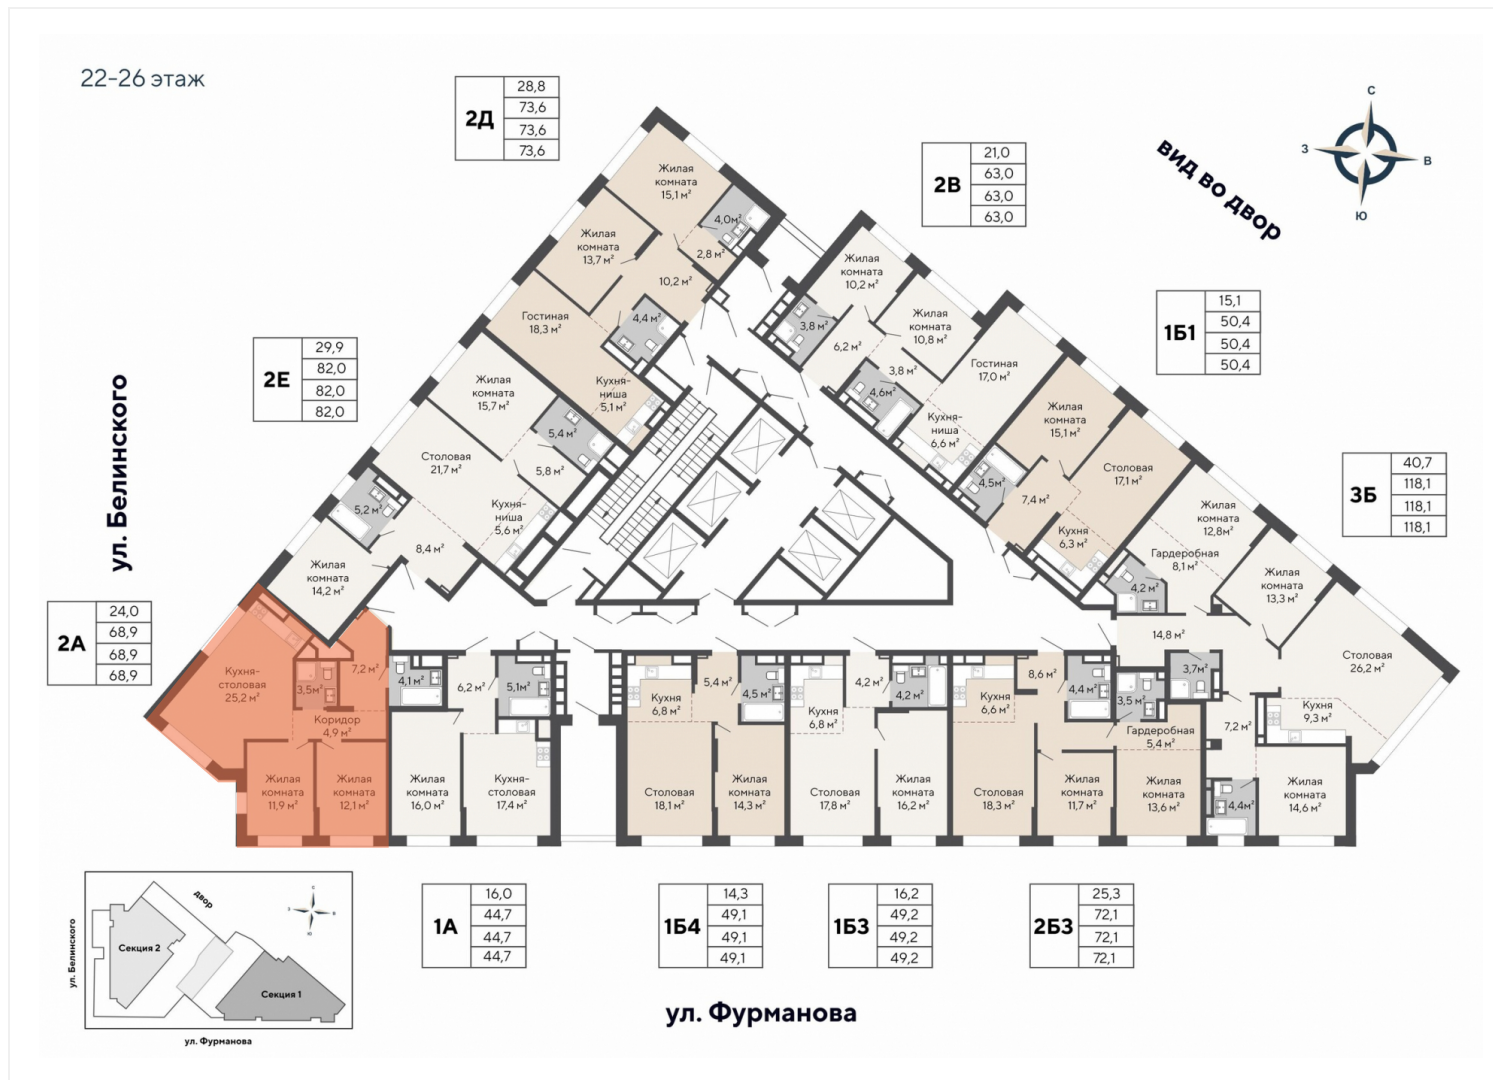 22-26 этаж
2Д
28,8
73,6
73,6
73,6
2В
21,0
63,0
63,0
63,0
вид во двор
С
З
В
Ю
1Б1
15,1
50,4
50,4
50,4
2Е
29,9
82,0
82,0
82,0
3Б
40,7
118,1
118,1
118,1
ул. Белинского
2А
24,0
68,9
68,9
68,9
Жилая
комната
15,1 м²
4,0м²
2,8 м²
Жилая
комната
13,7 м²
10,2 м²
Гостиная
18,3 м²
4,4 м²
Кухня-
ниша
5,1 м²
Жилая
комната
15,7 м²
5,4 м²
Столовая
21,7 м²
5,8 м²
Кухня-
ниша
5,6 м²
5,2 м²
8,4 м²
Жилая
комната
14,2 м²
Жилая
комната
10,2 м²
3,8 м²
6,2 м²
Жилая
комната
10,8 м²
3,8 м²
4,6м²
Гостиная
17,0 м²
Кухня-
ниша
6,6 м²
Жилая
комната
15,1 м²
4,5м²
7,4 м²
Столовая
17,1 м²
Кухня
6,3 м²
Жилая
комната
12,8м²
Гардеробная
8,1 м²
4,2 м²
Жилая
комната
13,3 м²
14,8 м²
3,7м²
Столовая
26,2 м²
Кухня
9,3 м²
3,5 м²
7,2 м²
4,4м²
Жилая
комната
14,6 м²
Кухня-
столовая
25,2 м²
7,2 м²
3,5м²
Коридор
4,9 м²
Жилая
комната
11,9 м²
Жилая
комната
12,1 м²
4,1 м²
6,2 м²
5,1м²
Жилая
комната
16,0 м²
Кухня-
столовая
17,4 м²
Кухня
6,8 м²
5,4 м²
4,5 м²
Столовая
18,1 м²
Жилая
комната
14,3 м²
Кухня
6,8 м²
4,2 м²
4,2 м²
Столовая
17,8 м²
Жилая
комната
16,2 м²
Кухня
6,6 м²
8,6 м²
4,4 м²
Столовая
18,3 м²
Жилая
комната
11,7 м²
Гардеробная
5,4 м²
Жилая
комната
13,6 м²
1А
16,0
44,7
44,7
44,7
1Б4
14,3
49,1
49,1
49,1
1Б3
16,2
49,2
49,2
49,2
2Б3
25,3
72,1
72,1
72,1
ул. Фурманова
ул. Белинского
двор
С
З
В
Ю
Секция 2
Секция 1
ул. Фурманова